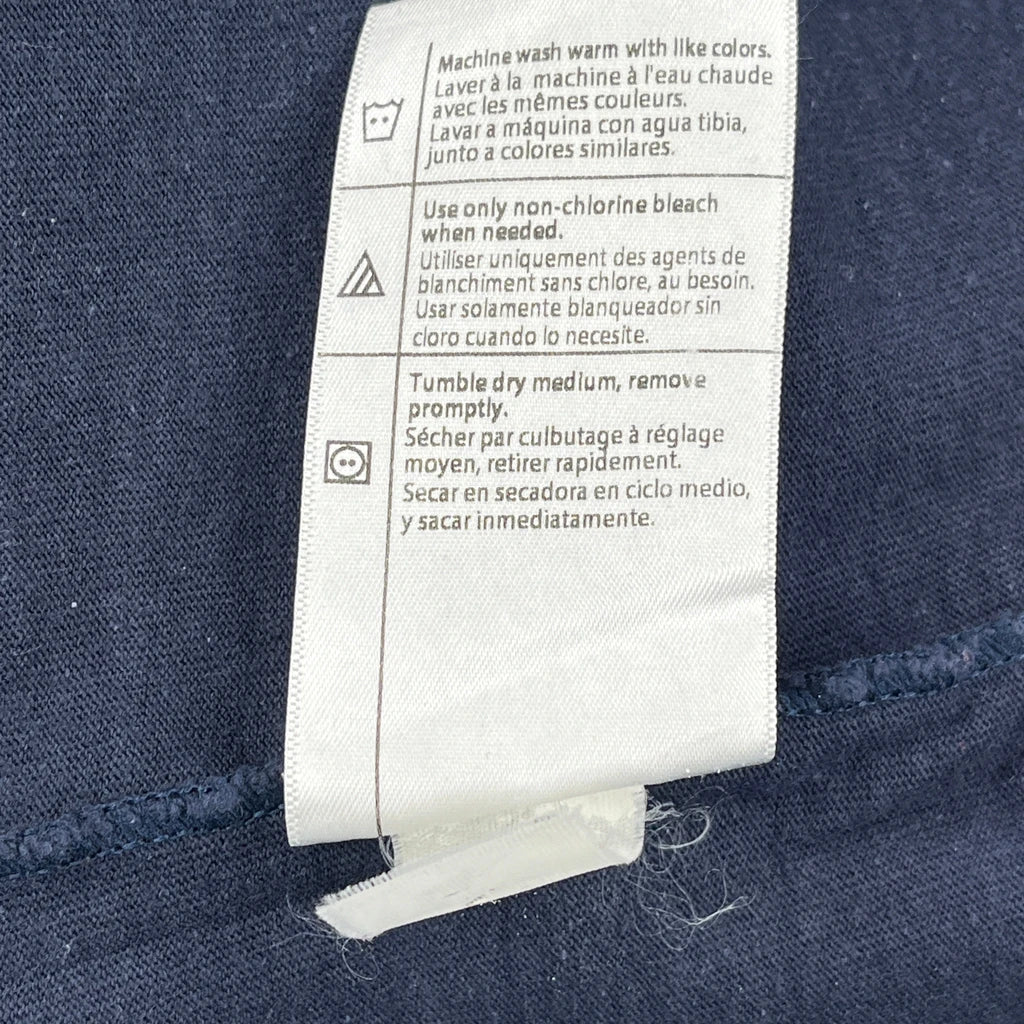 Machine wash warm with like colors.
Laver à la machine à l'eau chaude
avec les mêmes couleurs.
Lavar a máquina con agua tibia,
junto a colores similares.
Use only non-chlorine bleach
when needed.
Utiliser uniquement des agents de
blanchiment sans chlore, au besoin.
Usar solamente blanqueador sin
cloro cuando lo necesite.
Tumble dry medium, remove
promptly.
Sécher par culbutage à réglage
moyen, retirer rapidement.
Secar en secadora en ciclo medio,
y sacar inmediatamente.